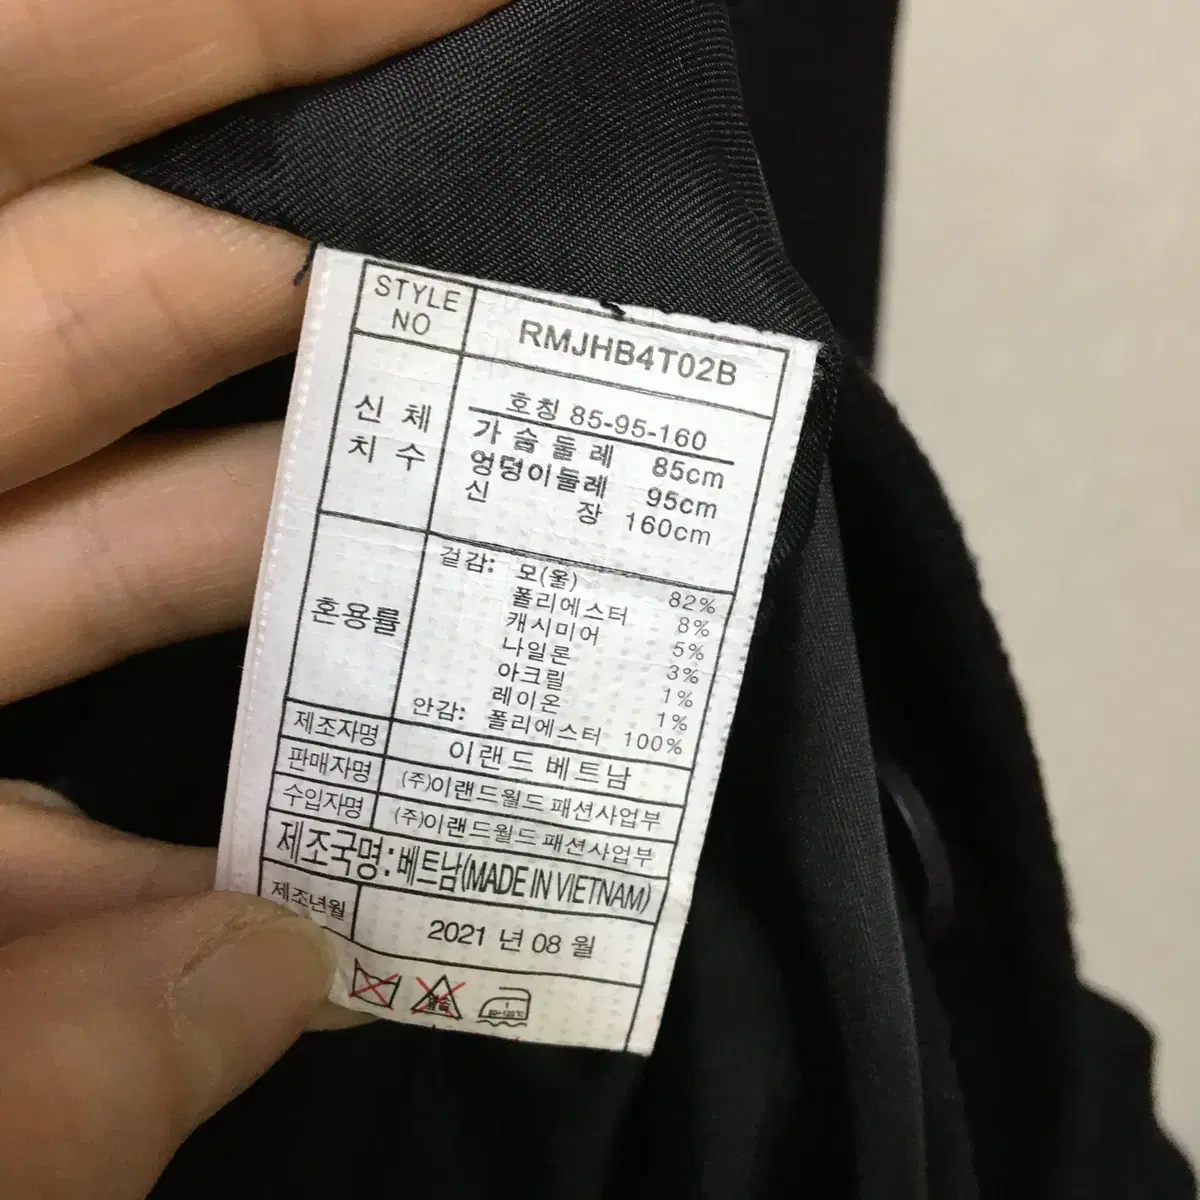 STYLE NO RMJHB4T02B
신체 치수
호칭 85-95-160
가슴둘레 85cm
엉덩이둘레 95cm
신장 160cm
혼용률
겉감: 모(울) 82%
폴리에스터 8%
캐시미어 5%
나일론 3%
아크릴 1%
레이온 1%
안감: 폴리에스터 100%
제조자명 이랜드 베트남
판매자명 (주)이랜드월드 패션사업부
수입자명 (주)이랜드월드 패션사업부
제조국명:베트남(MADE IN VIETNAM)
제조년월 2021 년 08 월